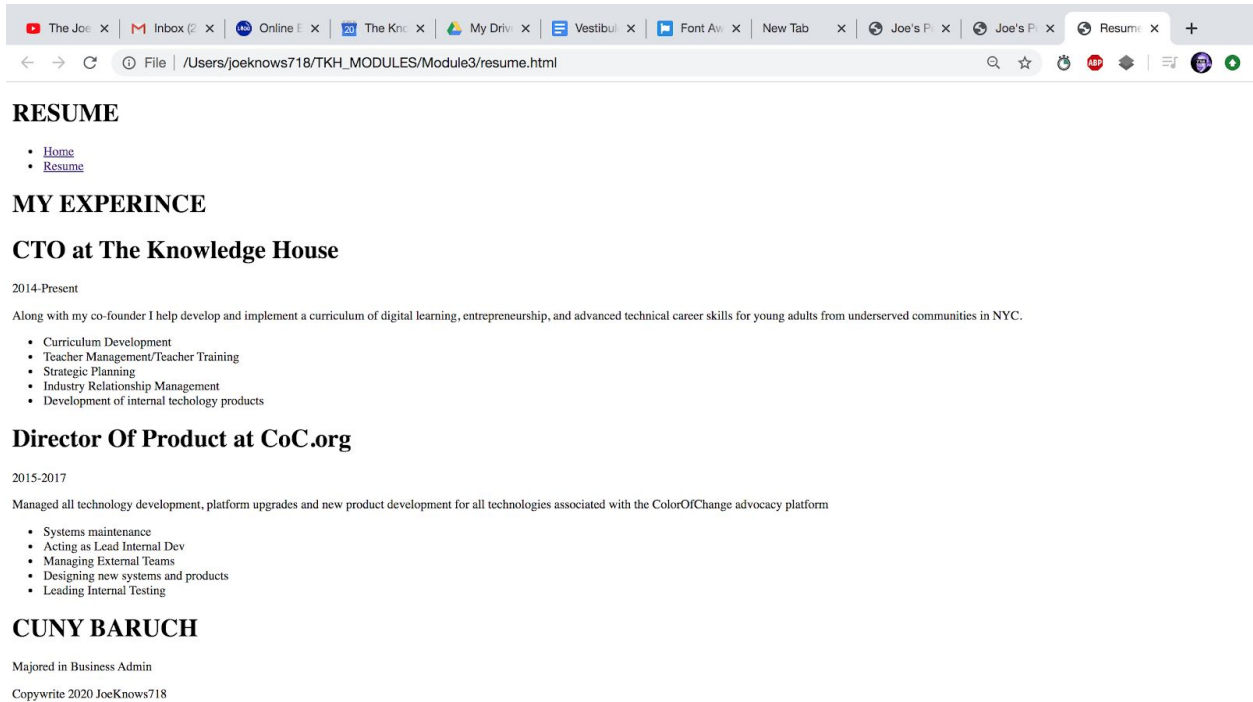 The Joe
Inbox (2
Online E
The Kno
My Driv
Vestibul
Font Aw
New Tab
Joe's P
Joe's P
Resume
File | /Users/joeknows718/TKH_MODULES/Module3/resume.html
ABP
RESUME
Home
Resume
MY EXPERINCE
CTO at The Knowledge House
2014-Present
Along with my co-founder I help develop and implement a curriculum of digital learning, entrepreneurship, and advanced technical career skills for young adults from underserved communities in NYC.
Curriculum Development
Teacher Management/Teacher Training
Strategic Planning
Industry Relationship Management
Development of internal techology products
Director Of Product at CoC.org
2015-2017
Managed all technology development, platform upgrades and new product development for all technologies associated with the ColorOfChange advocacy platform
Systems maintenance
Acting as Lead Internal Dev
Managing External Teams
Designing new systems and products
Leading Internal Testing
CUNY BARUCH
Majored in Business Admin
Copywrite 2020 JoeKnows718